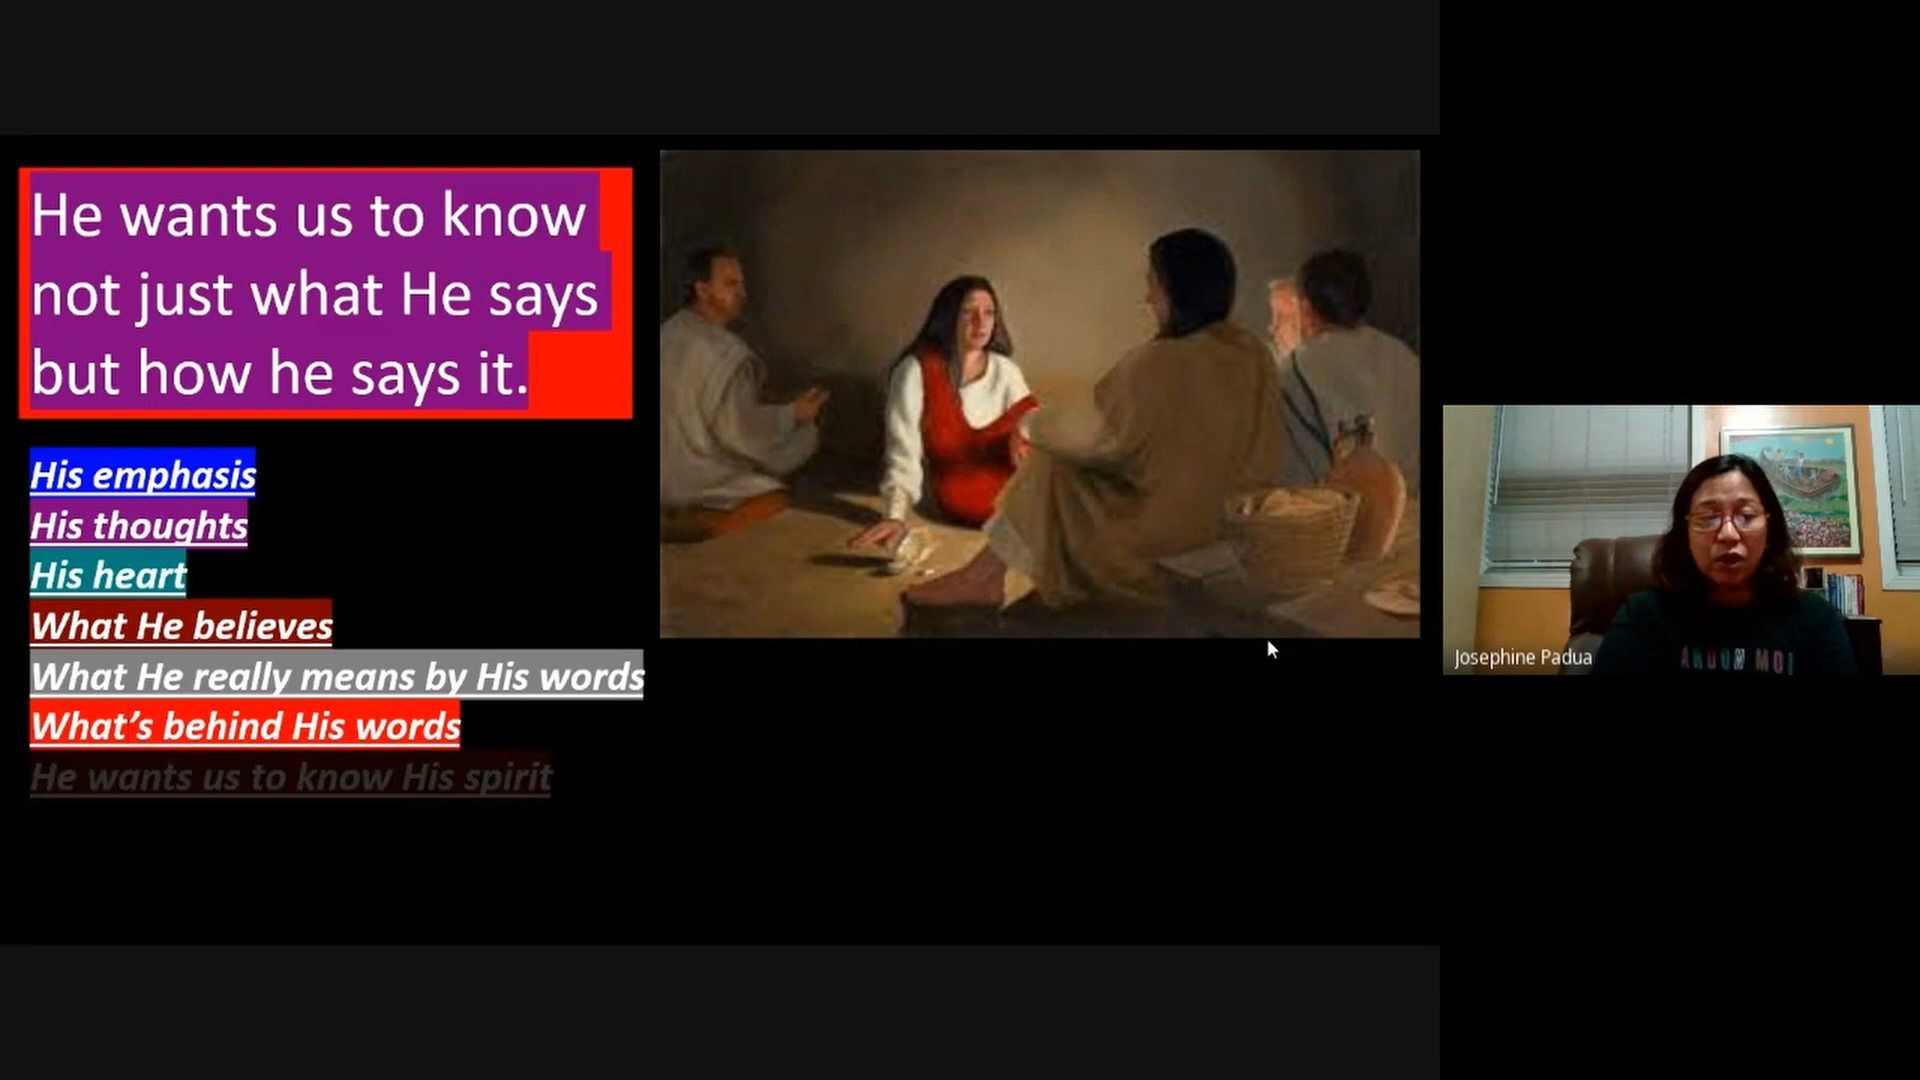 He wants us to know
not just what He says
but how he says it.
His emphasis
His thoughts
His heart
What He believes
What He really means by His words
What's behind His words
He wants us to know His spirit
Josephine Padua